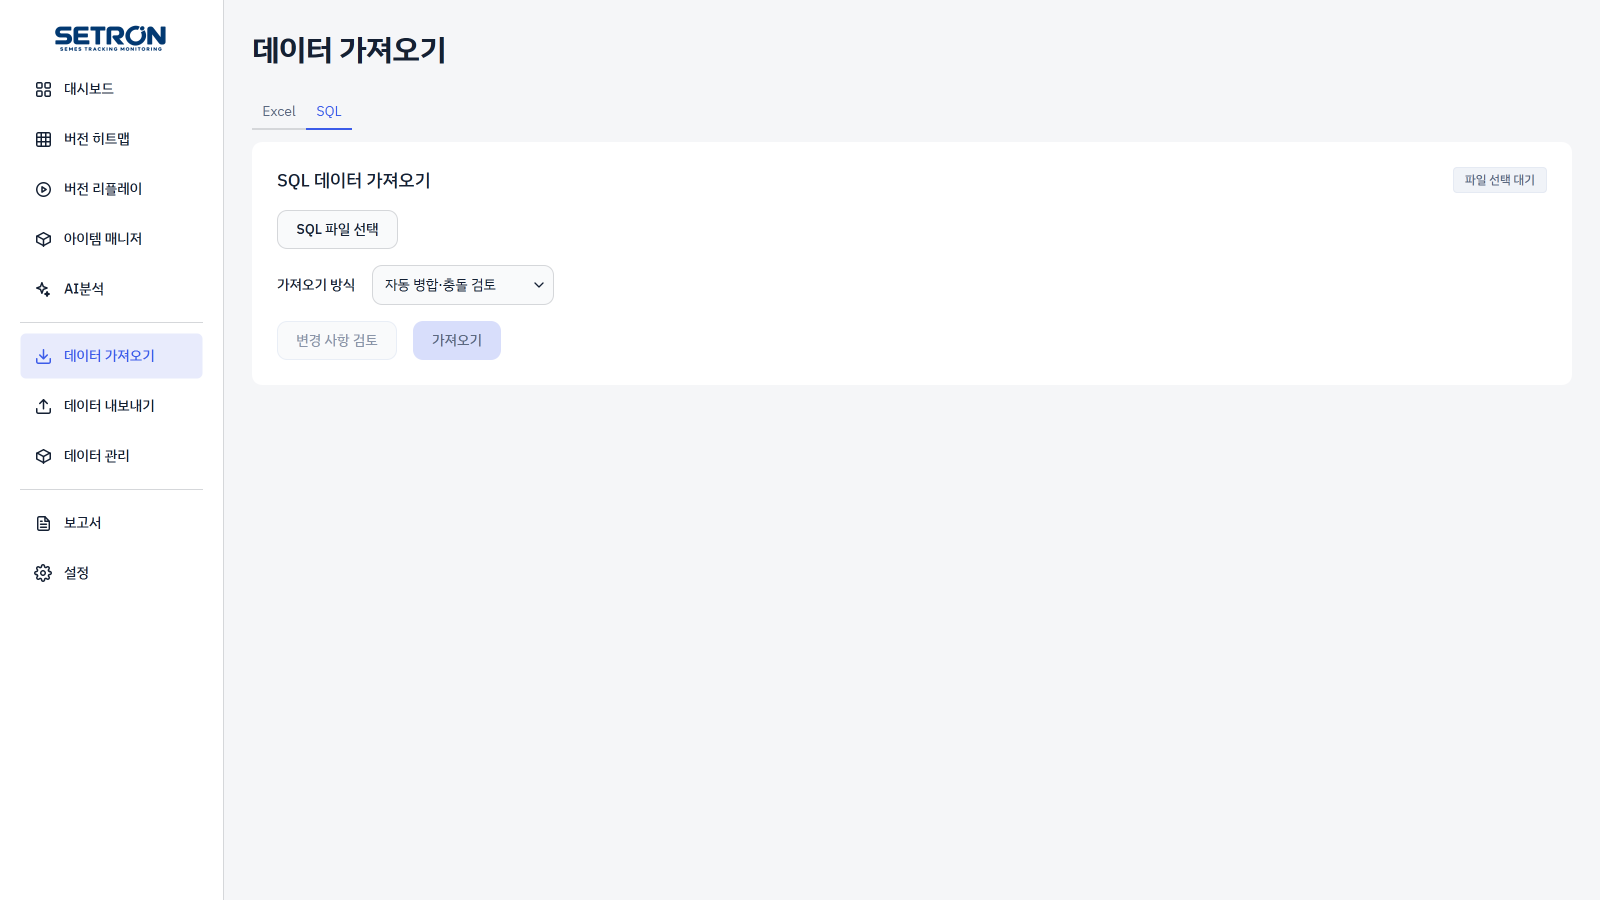 SETRON
SEMES TRACKING MONITORING
대시보드
버전 히트맵
버전 리플레이
아이템 매니저
AI분석
데이터 가져오기
데이터 내보내기
데이터 관리
보고서
설정
데이터 가져오기
Excel SQL
SQL 데이터 가져오기
파일 선택 대기
SQL 파일 선택
가져오기 방식 자동 병합·충돌 검토
변경 사항 검토 가져오기